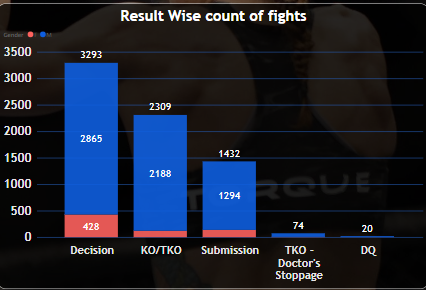 Result Wise count of fights
Gender F M
3500
3000
2500
2000
1500
1000
500
0
3293
2865
428
2309
2188
1432
1294
74
20
Decision
KO/TKO
Submission
TKO -
Doctor's
Stoppage
DQ